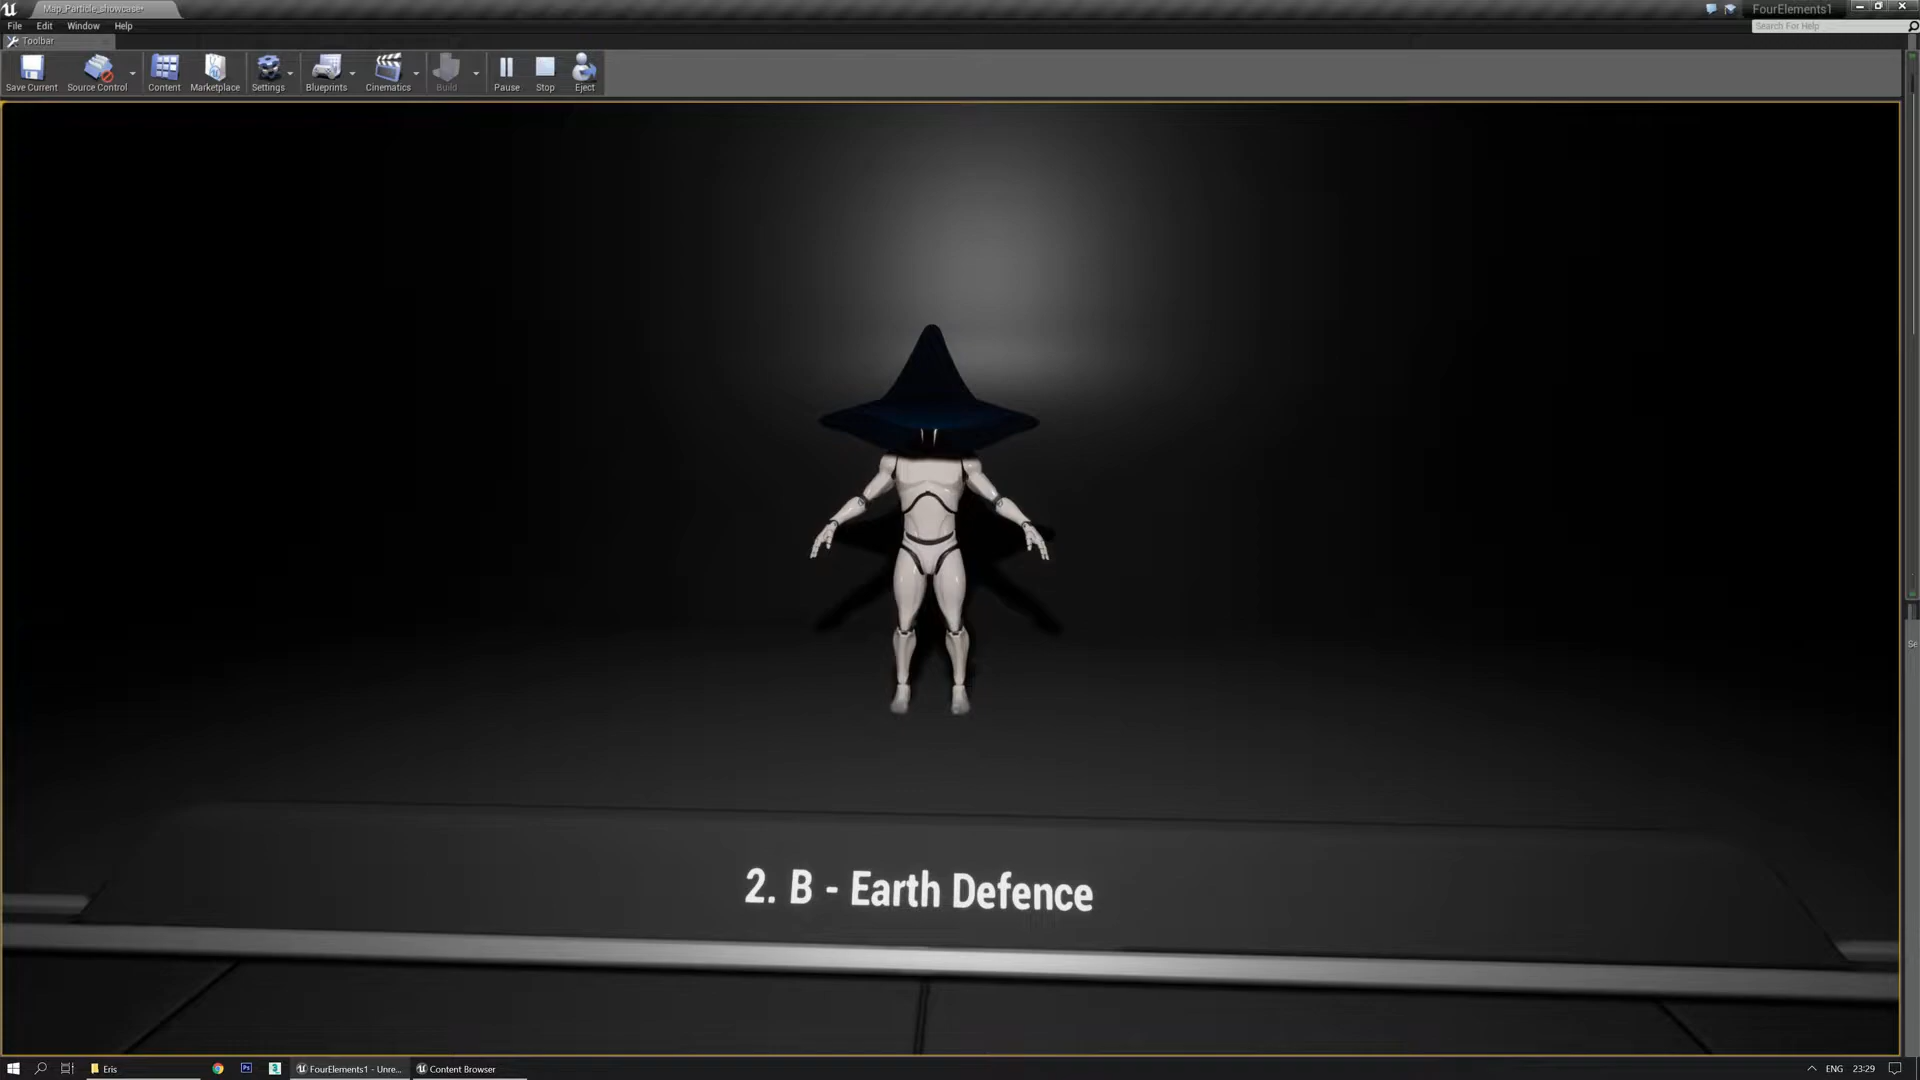 Map_Particle_showcase*
FourElements1
File Edit Window Help
Search For Help
Toolbar
Save Current Source Control Content Marketplace Settings Blueprints Cinematics Build Pause Stop Eject
Se
2. B - Earth Defence
Eris
FourElements1 - Unre...
Content Browser
ENG
23:29